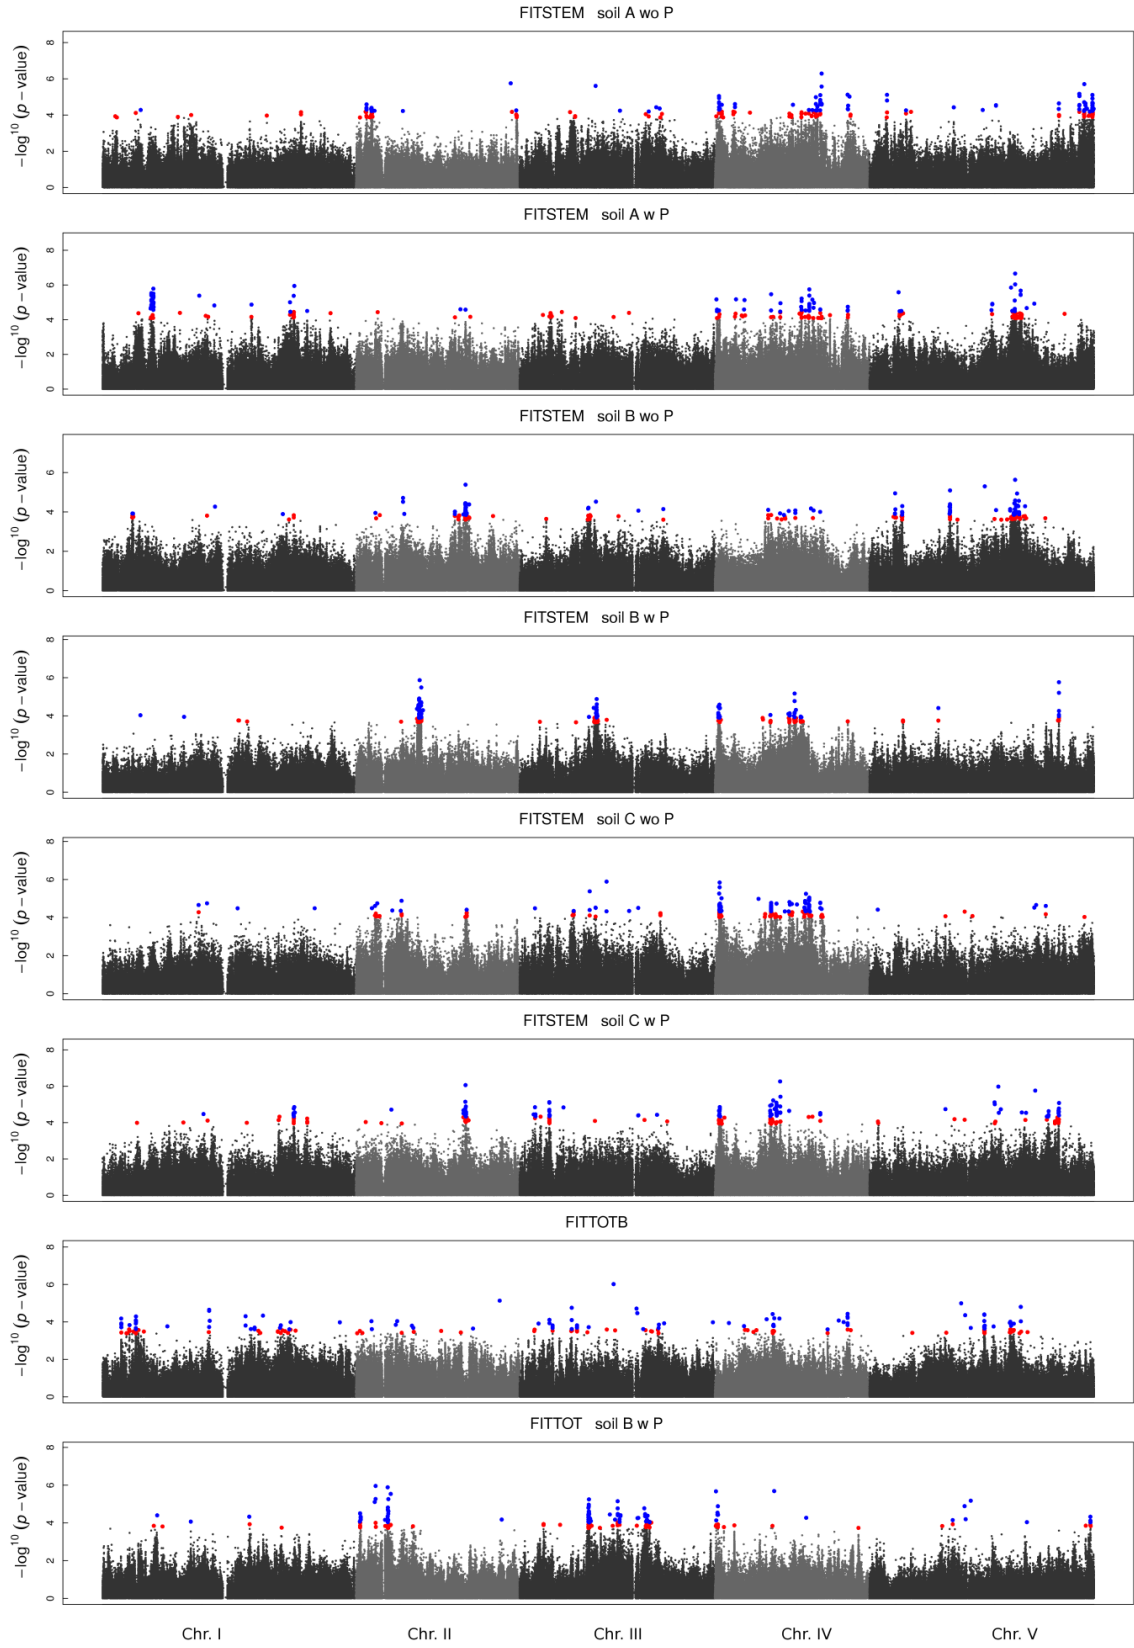 FITSTEM soil A wo P
−log¹⁰ (p − value)
8
6
4
2
0
FITSTEM soil A w P
−log¹⁰ (p − value)
8
6
4
2
0
FITSTEM soil B wo P
−log¹⁰ (p − value)
6
4
2
0
FITSTEM soil B w P
−log¹⁰ (p − value)
8
6
4
2
0
FITSTEM soil C wo P
−log¹⁰ (p − value)
8
6
4
2
0
FITSTEM soil C w P
−log¹⁰ (p − value)
8
6
4
2
0
FITTOTB
−log¹⁰ (p − value)
8
6
4
2
0
FITTOT soil B w P
−log¹⁰ (p − value)
8
6
4
2
0
Chr. I Chr. II Chr. III Chr. IV Chr. V